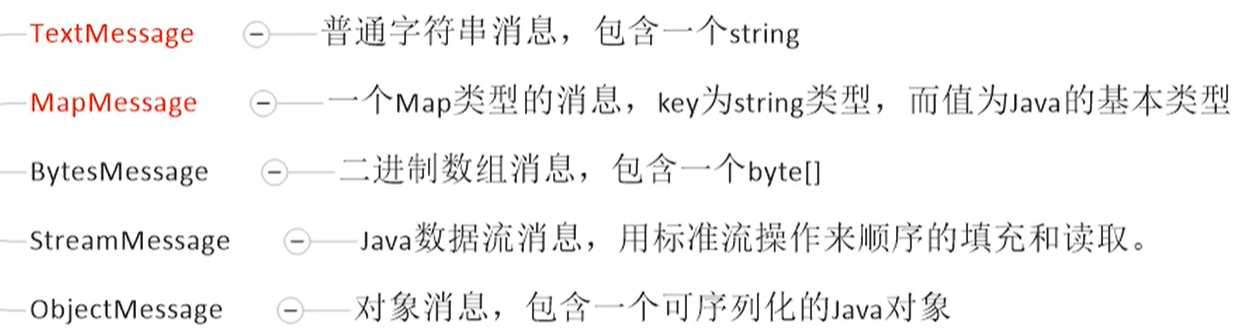 TextMessage 普通字符串消息，包含一个string
MapMessage 一个Map类型的消息，key为string类型，而值为Java的基本类型
BytesMessage 二进制数组消息，包含一个byte[]
StreamMessage Java数据流消息，用标准流操作来顺序的填充和读取。
ObjectMessage 对象消息，包含一个可序列化的Java对象